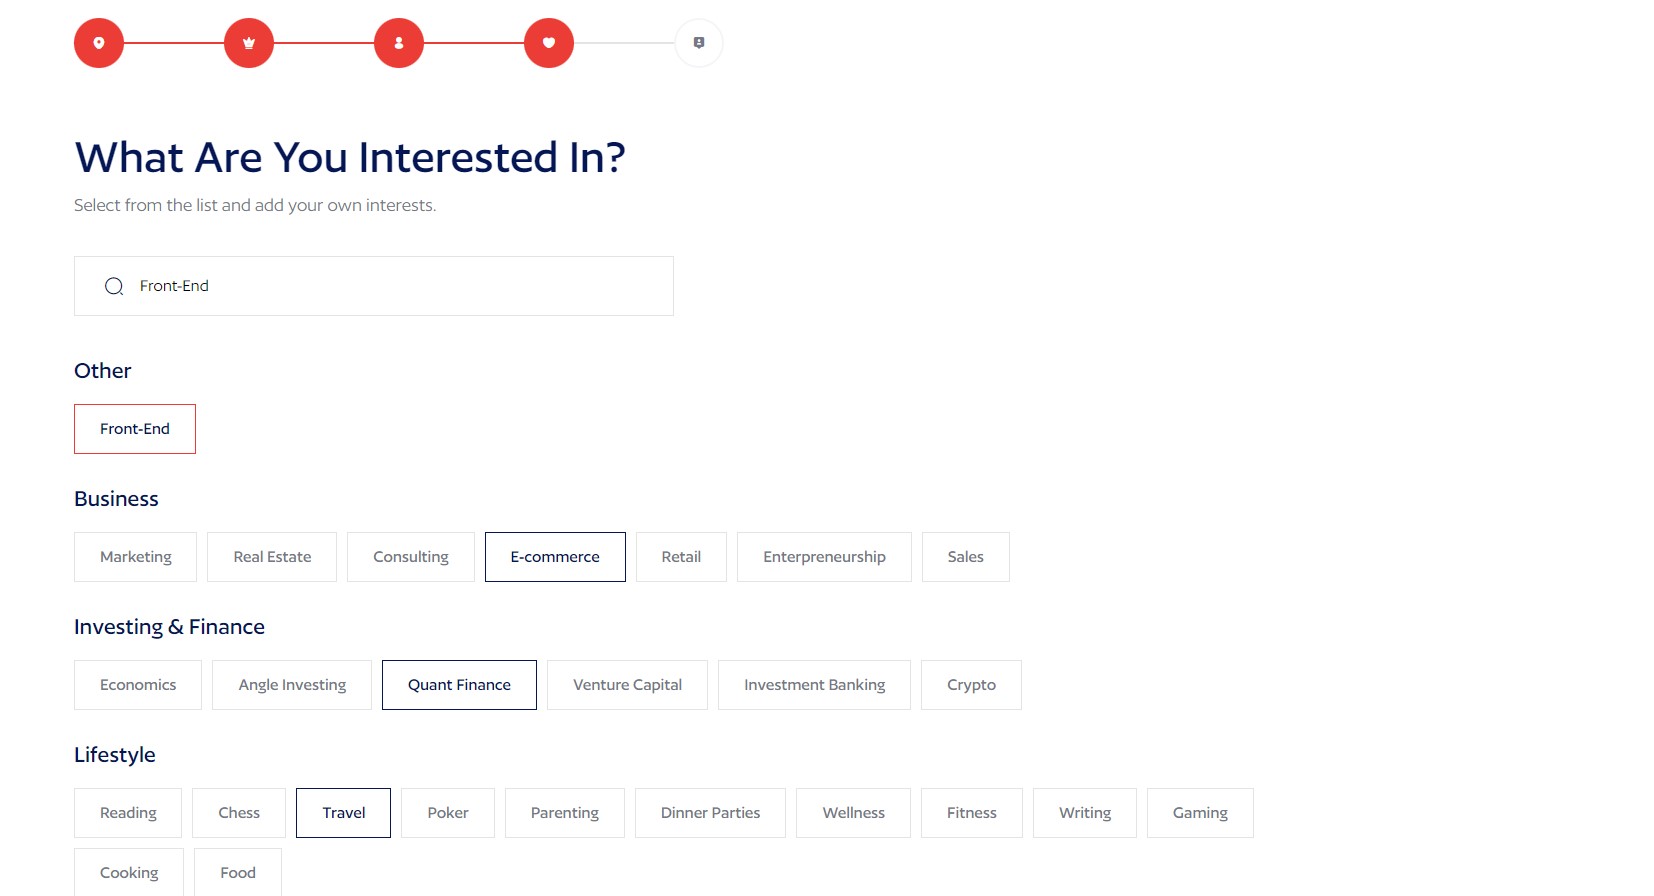 What Are You Interested In?
Select from the list and add your own interests.
Front-End
Other
Front-End
Business
Marketing Real Estate Consulting E-commerce Retail Enterpreneurship Sales
Investing & Finance
Economics Angle Investing Quant Finance Venture Capital Investment Banking Crypto
Lifestyle
Reading Chess Travel Poker Parenting Dinner Parties Wellness Fitness Writing Gaming
Cooking Food